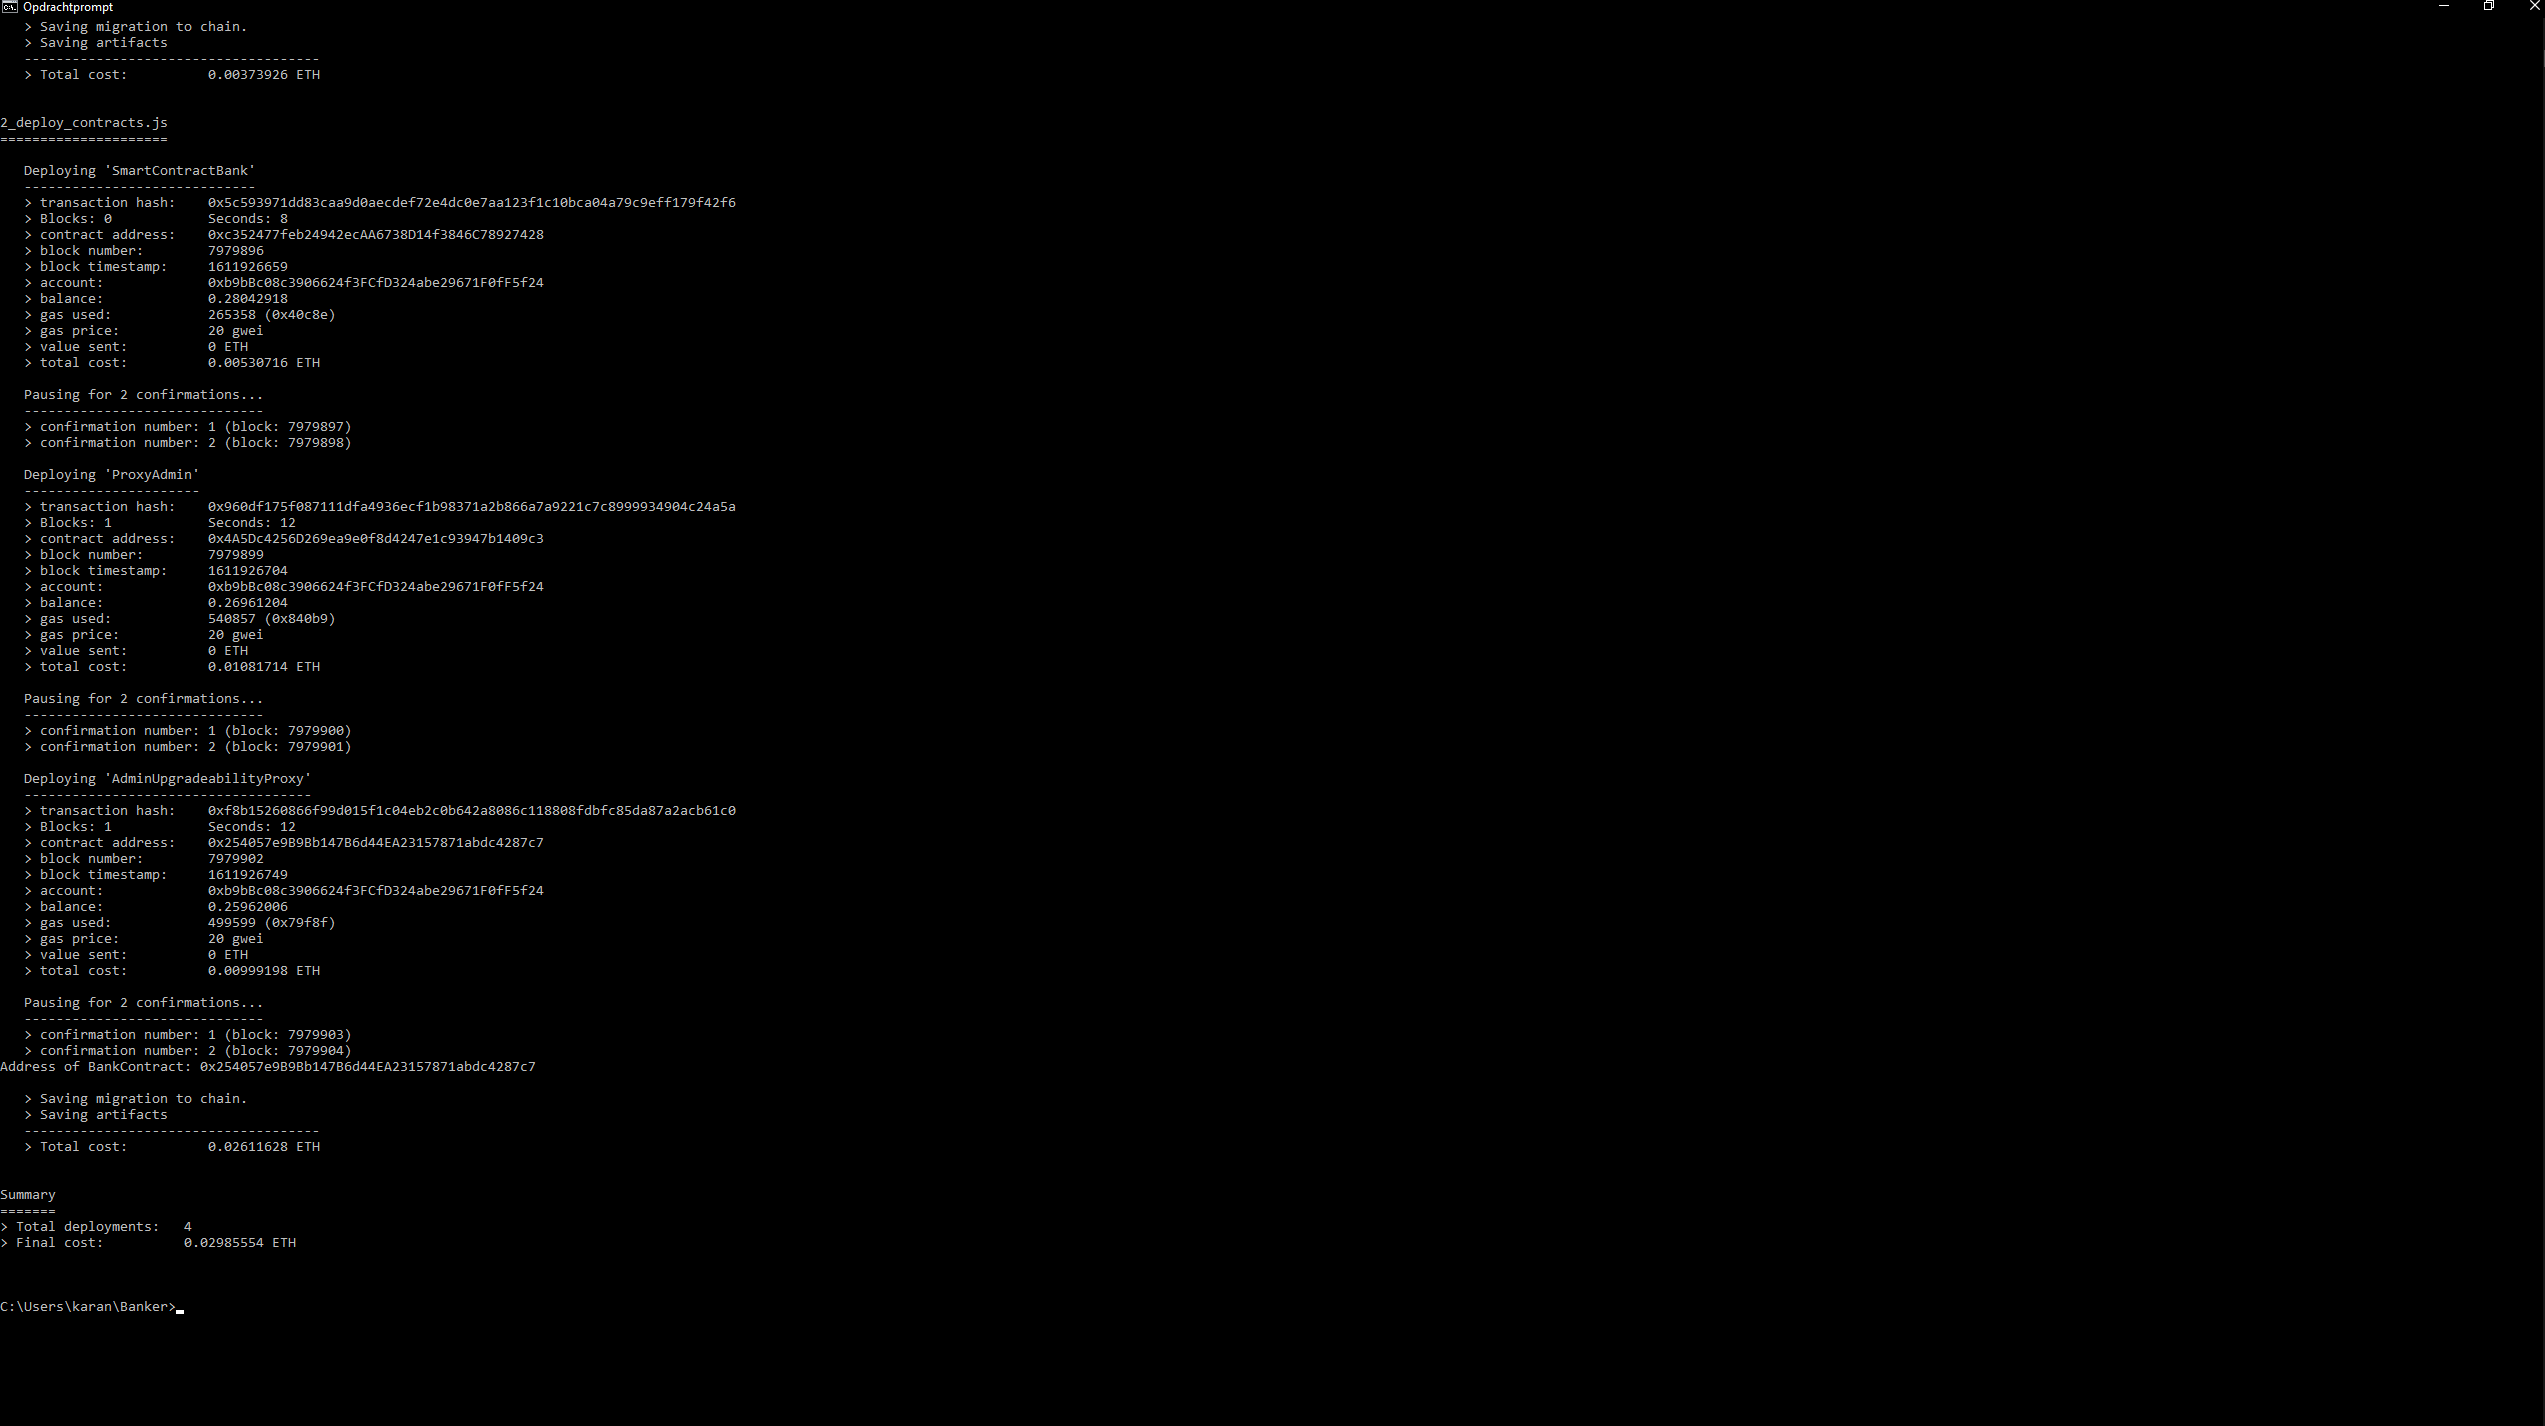 Opdrachtprompt
> Saving migration to chain.
> Saving artifacts
-------------------------------------
> Total cost: 0.00373926 ETH
2_deploy_contracts.js
=====================
Deploying 'SmartContractBank'
-----------------------------
> transaction hash: 0x5c593971dd83caa9d0aecdef72e4dc0e7aa123f1c10bca04a79c9eff179f42f6
> Blocks: 0 Seconds: 8
> contract address: 0xc352477feb24942ecAA6738D14f3846C78927428
> block number: 7979896
> block timestamp: 1611926659
> account: 0xb9bBc08c3906624f3FCfD324abe29671F0fF5f24
> balance: 0.28042918
> gas used: 265358 (0x40c8e)
> gas price: 20 gwei
> value sent: 0 ETH
> total cost: 0.00530716 ETH
Pausing for 2 confirmations...
------------------------------
> confirmation number: 1 (block: 7979897)
> confirmation number: 2 (block: 7979898)
Deploying 'ProxyAdmin'
----------------------
> transaction hash: 0x960df175f087111dfa4936ecf1b98371a2b866a7a9221c7c8999934904c24a5a
> Blocks: 1 Seconds: 12
> contract address: 0x4A5Dc4256D269ea9e0f8d4247e1c93947b1409c3
> block number: 7979899
> block timestamp: 1611926704
> account: 0xb9bBc08c3906624f3FCfD324abe29671F0fF5f24
> balance: 0.26961204
> gas used: 540857 (0x840b9)
> gas price: 20 gwei
> value sent: 0 ETH
> total cost: 0.01081714 ETH
Pausing for 2 confirmations...
------------------------------
> confirmation number: 1 (block: 7979900)
> confirmation number: 2 (block: 7979901)
Deploying 'AdminUpgradeabilityProxy'
------------------------------------
> transaction hash: 0xf8b15260866f99d015f1c04eb2c0b642a8086c118808fdbfc85da87a2acb61c0
> Blocks: 1 Seconds: 12
> contract address: 0x254057e9B9Bb147B6d44EA23157871abdc4287c7
> block number: 7979902
> block timestamp: 1611926749
> account: 0xb9bBc08c3906624f3FCfD324abe29671F0fF5f24
> balance: 0.25962006
> gas used: 499599 (0x79f8f)
> gas price: 20 gwei
> value sent: 0 ETH
> total cost: 0.00999198 ETH
Pausing for 2 confirmations...
------------------------------
> confirmation number: 1 (block: 7979903)
> confirmation number: 2 (block: 7979904)
Address of BankContract: 0x254057e9B9Bb147B6d44EA23157871abdc4287c7
> Saving migration to chain.
> Saving artifacts
-------------------------------------
> Total cost: 0.02611628 ETH
Summary
=======
> Total deployments: 4
> Final cost: 0.02985554 ETH
C:\Users\karan\Banker>_